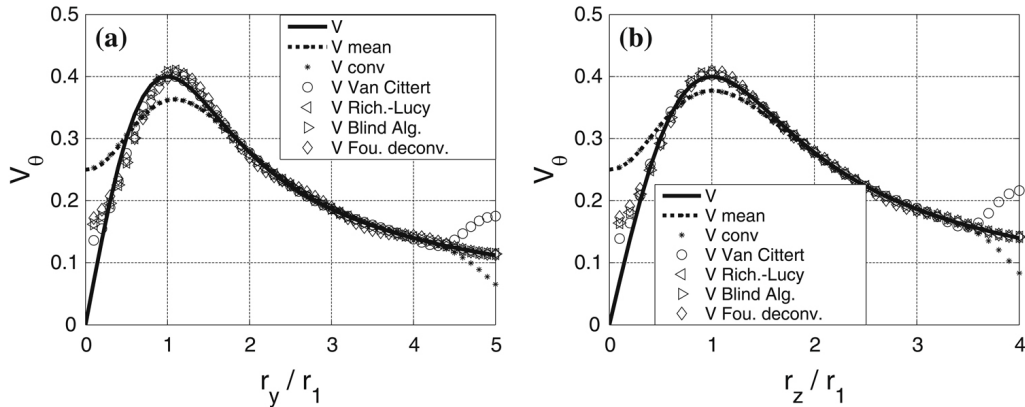 (a)
V
V mean
V conv
V Van Cittert
V Rich.-Lucy
V Blind Alg.
V Fou. deconv.
0.5
0.4
0.3
0.2
0.1
0
V_θ
0 1 2 3 4 5
r_y / r_1
(b)
V
V mean
V conv
V Van Cittert
V Rich.-Lucy
V Blind Alg.
V Fou. deconv.
0.5
0.4
0.3
0.2
0.1
0
V_θ
0 1 2 3 4
r_z / r_1